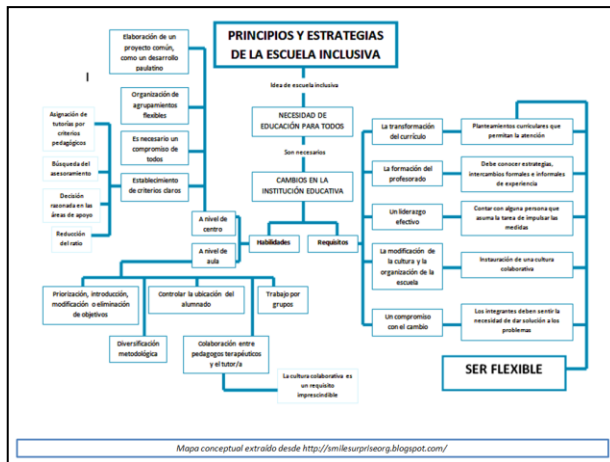 PRINCIPIOS Y ESTRATEGIAS
DE LA ESCUELA INCLUSIVA
Idea de escuela inclusiva
NECESIDAD DE
EDUCACIÓN PARA TODOS
Son necesarios
CAMBIOS EN LA
INSTITUCIÓN EDUCATIVA
Habilidades
Requisitos
A nivel de
centro
A nivel de
aula
Elaboración de un
proyecto común,
como un desarrollo
paulatino
Organización de
agrupamientos
flexibles
Es necesario un
compromiso de
todos
Establecimiento
de criterios claros
Asignación de
tutorías por
criterios
pedagógicos
Búsqueda del
asesoramiento
Decisión
razonada en las
áreas de apoyo
Reducción
del ratio
Priorización, introducción,
modificación o eliminación
de objetivos
Controlar la ubicación del
alumnado
Trabajo por
grupos
Diversificación
metodológica
Colaboración entre
pedagogos terapéuticos
y el tutor/a
La cultura colaborativa es
un requisito
imprescindible
La transformación
del currículo
Planteamientos curriculares que
permitan la atención
La formación del
profesorado
Debe conocer estrategias,
intercambios formales e informales
de experiencia
Un liderazgo
efectivo
Contar con alguna persona que
asuma la tarea de impulsar las
medidas
La modificación de
la cultura y la
organización de la
escuela
Instauración de una cultura
colaborativa
Un compromiso
con el cambio
Los integrantes deben sentir la
necesidad de dar solución a los
problemas
SER FLEXIBLE
Mapa conceptual extraído desde http://smilesurpriseorg.blogspot.com/